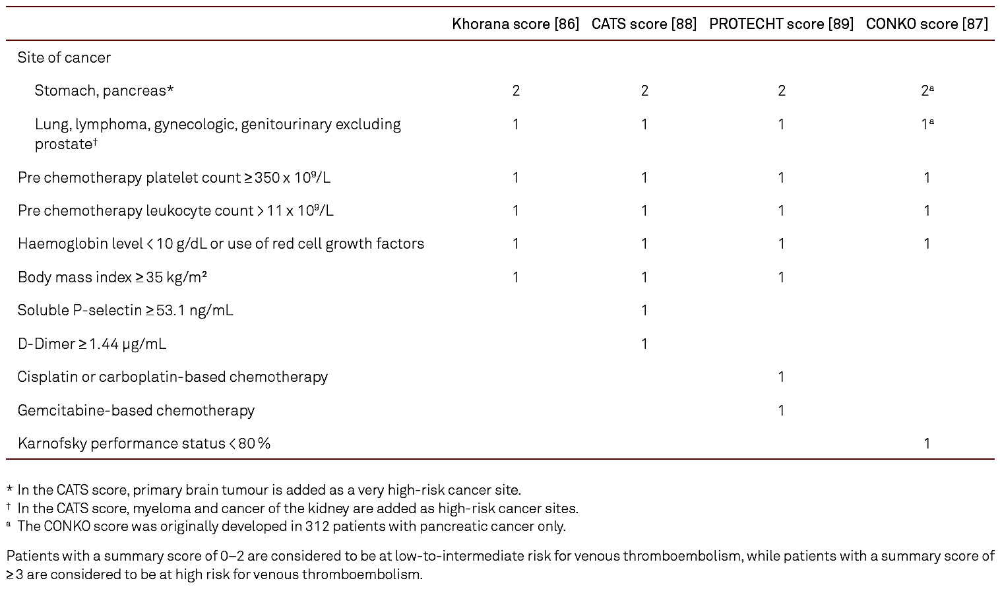 Khorana score [86] CATS score [88] PROTECHT score [89] CONKO score [87]
Site of cancer
Stomach, pancreas* 2 2 2 2ª
Lung, lymphoma, gynecologic, genitourinary excluding 1 1 1 1ª
prostate†
Pre chemotherapy platelet count ≥ 350 x 10⁹/L 1 1 1 1
Pre chemotherapy leukocyte count > 11 x 10⁹/L 1 1 1 1
Haemoglobin level < 10 g/dL or use of red cell growth factors 1 1 1 1
Body mass index ≥ 35 kg/m² 1 1 1
Soluble P-selectin ≥ 53.1 ng/mL 1
D-Dimer ≥ 1.44 µg/mL 1
Cisplatin or carboplatin-based chemotherapy 1
Gemcitabine-based chemotherapy 1
Karnofsky performance status < 80 % 1
* In the CATS score, primary brain tumour is added as a very high-risk cancer site.
† In the CATS score, myeloma and cancer of the kidney are added as high-risk cancer sites.
ª The CONKO score was originally developed in 312 patients with pancreatic cancer only.
Patients with a summary score of 0–2 are considered to be at low-to-intermediate risk for venous thromboembolism, while patients with a summary score of
≥ 3 are considered to be at high risk for venous thromboembolism.